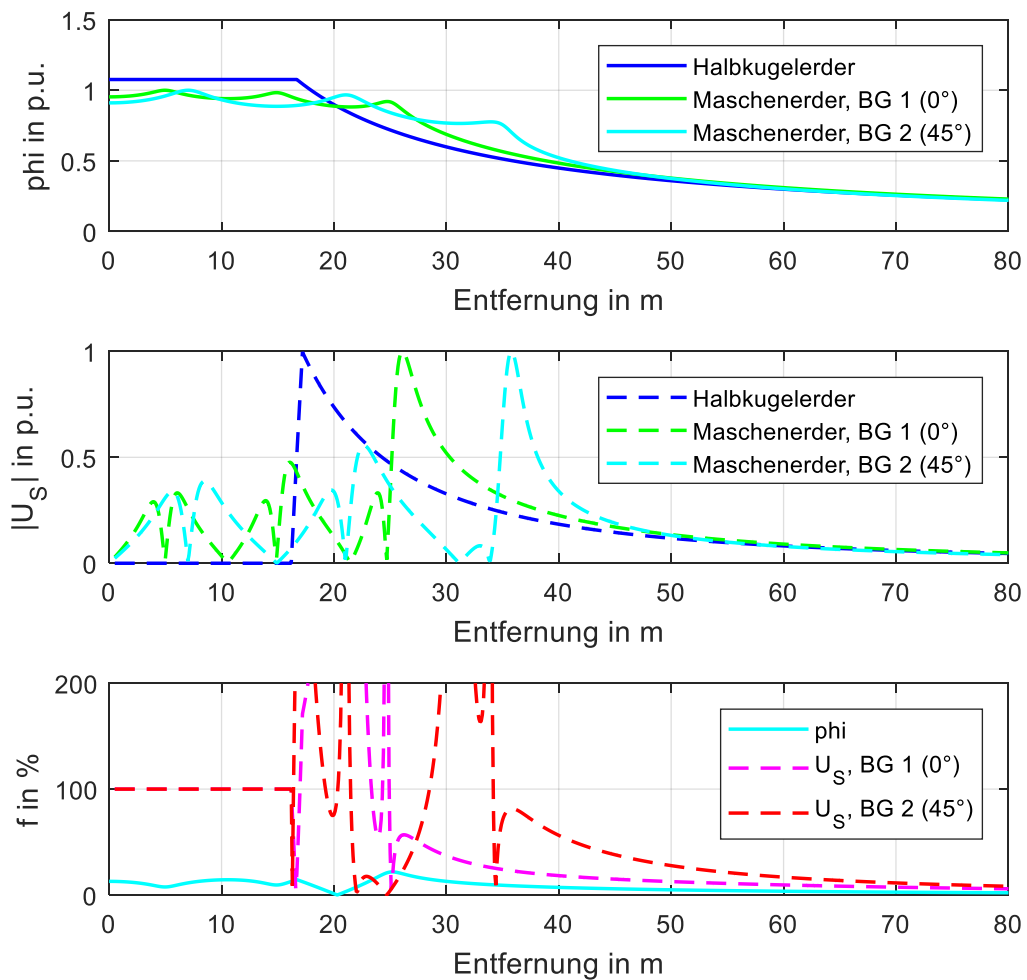 1.5
1
0.5
0
phi in p.u.
Halbkugelerder
Maschenerder, BG 1 (0°)
Maschenerder, BG 2 (45°)
0 10 20 30 40 50 60 70 80
Entfernung in m
1
0.5
0
|U_S| in p.u.
Halbkugelerder
Maschenerder, BG 1 (0°)
Maschenerder, BG 2 (45°)
0 10 20 30 40 50 60 70 80
Entfernung in m
200
100
0
f in %
phi
U_S, BG 1 (0°)
U_S, BG 2 (45°)
0 10 20 30 40 50 60 70 80
Entfernung in m